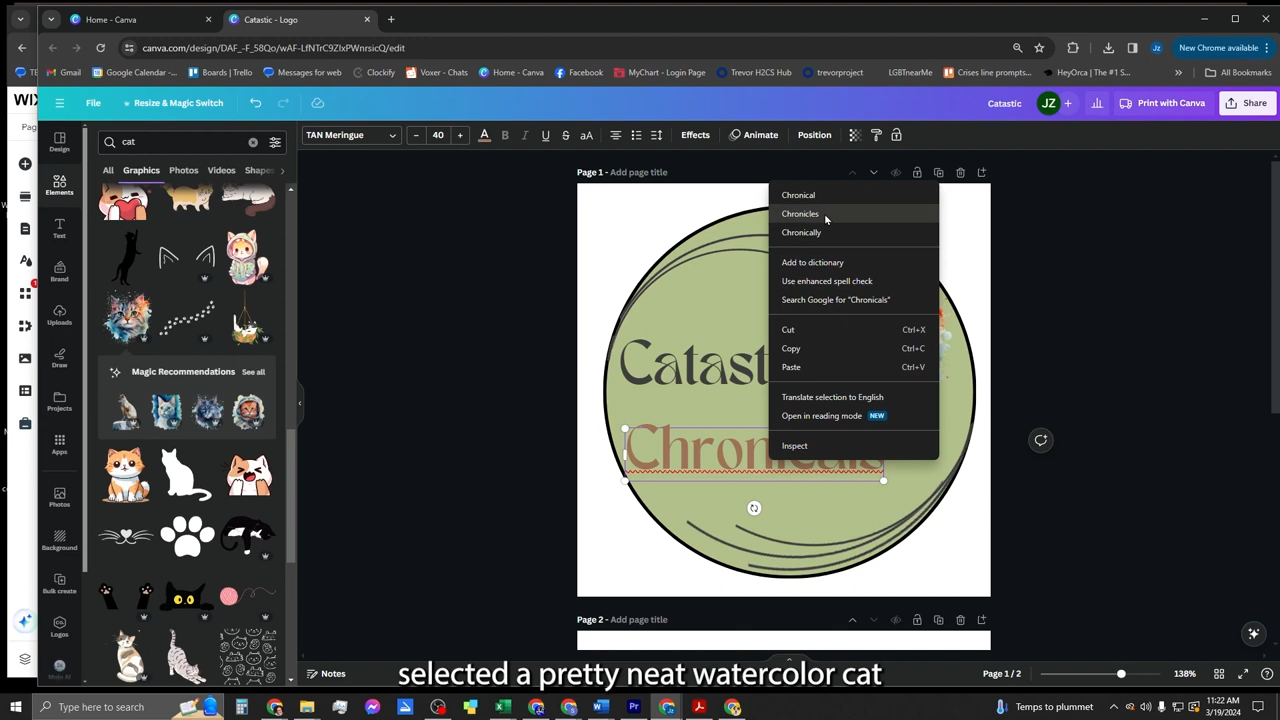 Home - Canva
Catastic - Logo
canva.com/design/DAF_-F_58Qo/wAF-LfNTrC9ZIxPWnrsicQ/edit
New Chrome available
Gmail
Google Calendar -...
Boards | Trello
Messages for web
Clockify
Voxer - Chats
Home - Canva
Facebook
MyChart - Login Page
Trevor H2CS Hub
trevorproject
LGBTnearMe
Crises line prompts...
HeyOrca | The #1 S...
All Bookmarks
WIX
File
Resize & Magic Switch
Catastic
JZ
Print with Canva
Share
Pag
cat
TAN Meringue
40
Effects
Animate
Position
Design
Elements
Text
Brand
Uploads
Draw
Projects
Apps
Photos
Background
Bulk create
Logos
All
Graphics
Photos
Videos
Shapes
Magic Recommendations
See all
Page 1 - Add page title
Chronical
Chronicles
Chronically
Add to dictionary
Use enhanced spell check
Search Google for "Chronicals"
Cut Ctrl+X
Copy Ctrl+C
Paste Ctrl+V
Translate selection to English
Open in reading mode NEW
Inspect
Catast
Chronicals
Page 2 - Add page title
Notes
Page 1 / 2
138%
selected a pretty neat watercolor cat
Type here to search
Temps to plummet
11:22 AM
3/19/2024